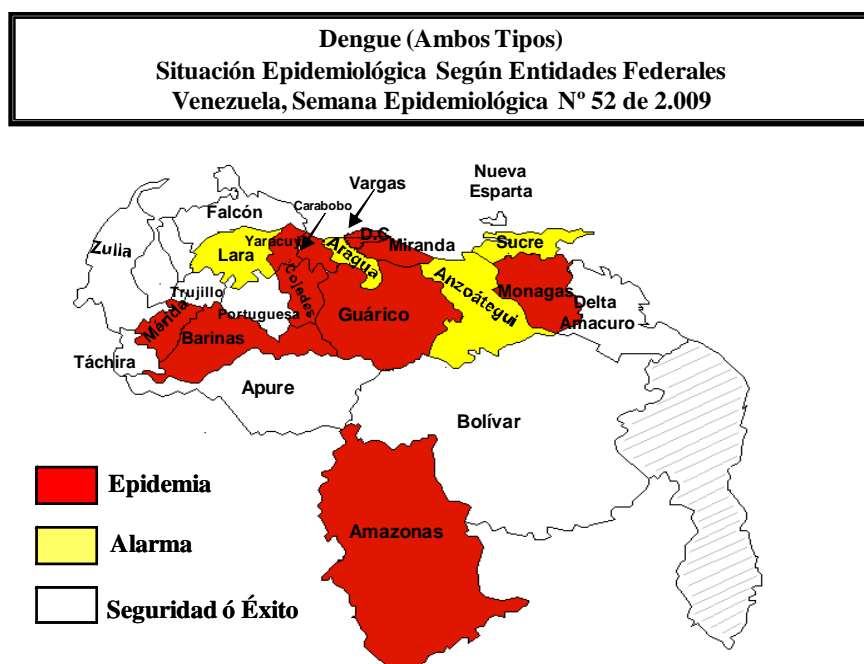 Dengue (Ambos Tipos)
Situación Epidemiológica Según Entidades Federales
Venezuela, Semana Epidemiológica Nº 52 de 2.009
Nueva
Esparta
Vargas
Carabobo
Falcón
D.C
Miranda
Sucre
Zulia
Yaracuy
Lara
Aragua
Trujillo
Cojedes
Anzoátegui
Monagas
Delta
Amacuro
Portuguesa
Guárico
Mérida
Barinas
Táchira
Apure
Bolívar
Amazonas
Epidemia
Alarma
Seguridad ó Éxito